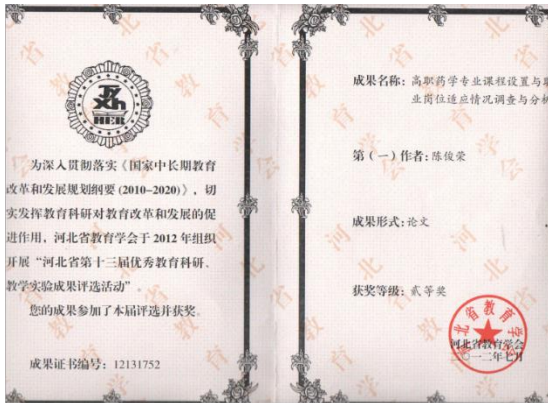 HER
为深入贯彻落实《国家中长期教育
改革和发展规划纲要(2010-2020)》，切
实发挥教育科研对教育改革和发展的促
进作用，河北省教育学会于2012年组织
开展“河北省第十三届优秀教育科研、
教学实验成果评选活动”
您的成果参加了本届评选并获奖。
成果证书编号：12131752
成果名称：高职药学专业课程设置与职
业岗位适应情况调查与分析
第（一）作者：陈俊荣
成果形式：论文
获奖等级：贰等奖
河北省教育学会
二〇一二年七月